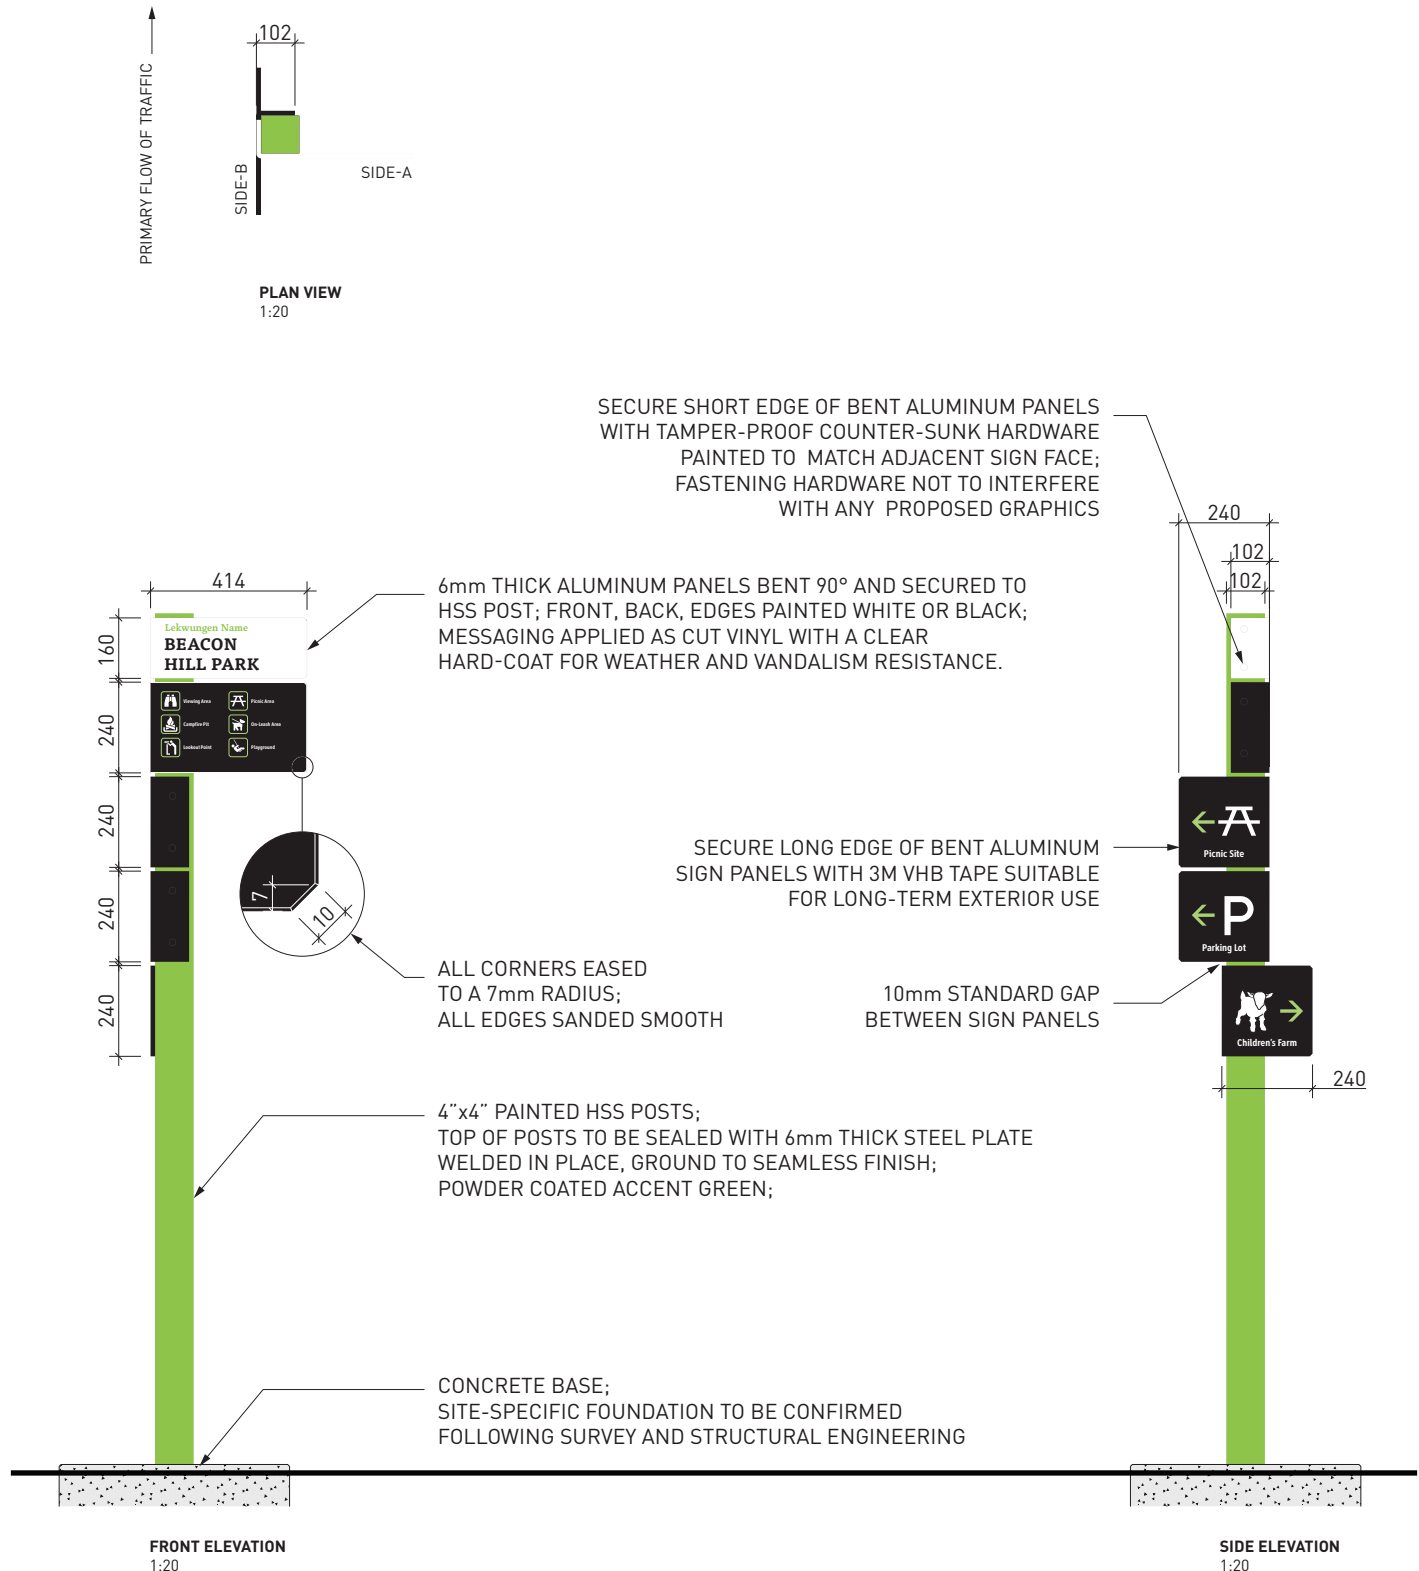 PRIMARY FLOW OF TRAFFIC
102
SIDE-B
SIDE-A
PLAN VIEW
1:20
SECURE SHORT EDGE OF BENT ALUMINUM PANELS
WITH TAMPER-PROOF COUNTER-SUNK HARDWARE
PAINTED TO MATCH ADJACENT SIGN FACE;
FASTENING HARDWARE NOT TO INTERFERE
WITH ANY PROPOSED GRAPHICS
240
102
102
414
6mm THICK ALUMINUM PANELS BENT 90° AND SECURED TO
HSS POST; FRONT, BACK, EDGES PAINTED WHITE OR BLACK;
MESSAGING APPLIED AS CUT VINYL WITH A CLEAR
HARD-COAT FOR WEATHER AND VANDALISM RESISTANCE.
160
Lekwungen Name
BEACON
HILL PARK
240
Viewing Area
Picnic Area
Campfire Pit
On-Leash Area
Lookout Point
Playground
240
240
240
7
10
Picnic Site
SECURE LONG EDGE OF BENT ALUMINUM
SIGN PANELS WITH 3M VHB TAPE SUITABLE
FOR LONG-TERM EXTERIOR USE
P
Parking Lot
ALL CORNERS EASED
TO A 7mm RADIUS;
ALL EDGES SANDED SMOOTH
10mm STANDARD GAP
BETWEEN SIGN PANELS
Children's Farm
240
4”x4” PAINTED HSS POSTS;
TOP OF POSTS TO BE SEALED WITH 6mm THICK STEEL PLATE
WELDED IN PLACE, GROUND TO SEAMLESS FINISH;
POWDER COATED ACCENT GREEN;
CONCRETE BASE;
SITE-SPECIFIC FOUNDATION TO BE CONFIRMED
FOLLOWING SURVEY AND STRUCTURAL ENGINEERING
FRONT ELEVATION
1:20
SIDE ELEVATION
1:20